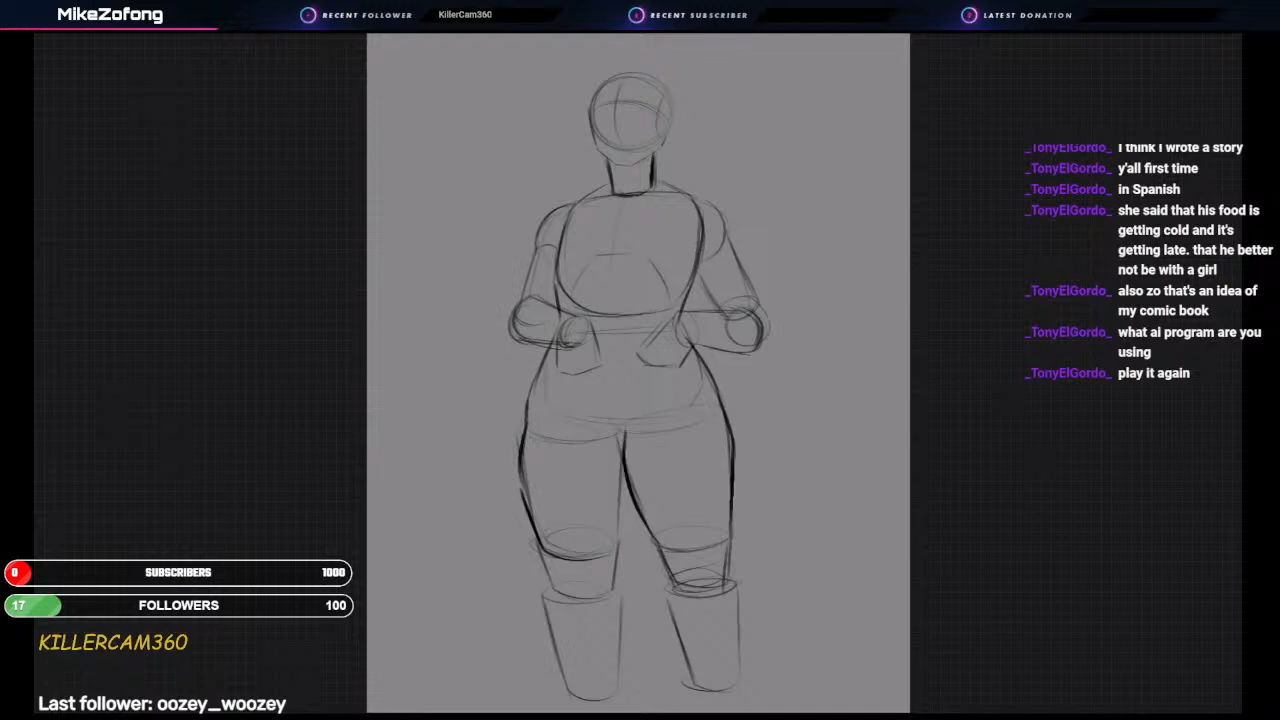 MikeZofong
RECENT FOLLOWER
KillerCam360
RECENT SUBSCRIBER
LATEST DONATION
_TonyElGordo_ I think I wrote a story
_TonyElGordo_ y'all first time
_TonyElGordo_ in Spanish
_TonyElGordo_ she said that his food is
getting cold and it's
getting late. that he better
not be with a girl
_TonyElGordo_ also zo that's an idea of
my comic book
_TonyElGordo_ what ai program are you
using
_TonyElGordo_ play it again
0 SUBSCRIBERS 1000
17 FOLLOWERS 100
KILLERCAM360
Last follower: oozey_woozey